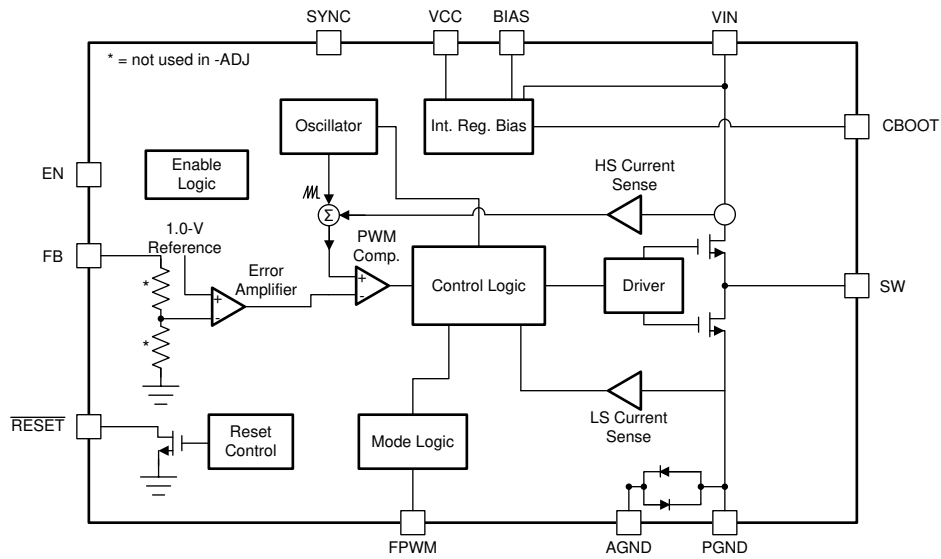 SYNC
VCC
BIAS
VIN
* = not used in -ADJ
Oscillator
Int. Reg. Bias
CBOOT
EN
Enable
Logic
HS Current
Sense
Σ
1.0-V
Reference
FB
PWM
Comp.
Error
Amplifier
+
-
+
-
Control Logic
Driver
SW
*
*
RESET
Reset
Control
Mode Logic
LS Current
Sense
FPWM
AGND
PGND